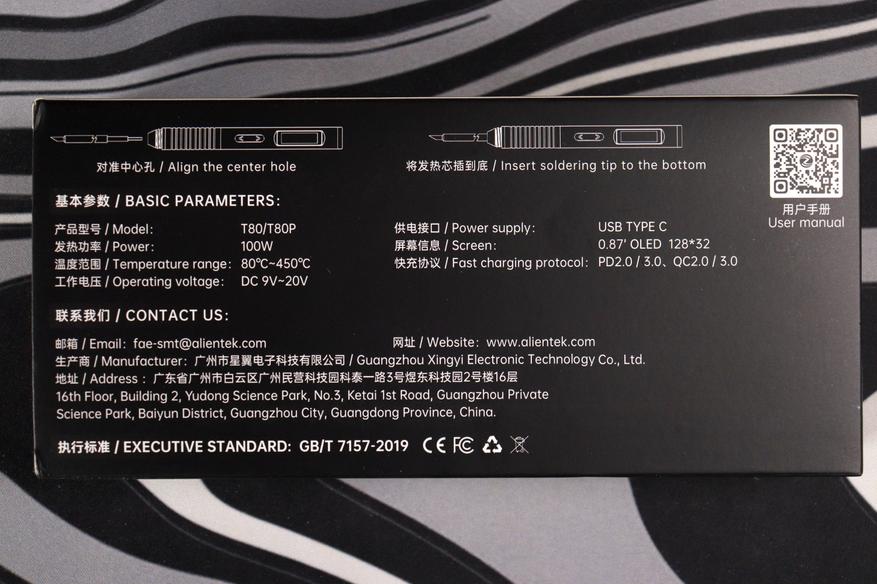 对准中心孔 / Align the center hole
将发热芯插到底 / Insert soldering tip to the bottom
用户手册
User manual
基本参数 / BASIC PARAMETERS:
产品型号 / Model: T80/T80P
发热功率 / Power: 100W
温度范围 / Temperature range: 80℃~450℃
工作电压 / Operating voltage: DC 9V~20V
供电接口 / Power supply: USB TYPE C
屏幕信息 / Screen: 0.87' OLED 128*32
快充协议 / Fast charging protocol: PD2.0 / 3.0、QC2.0 / 3.0
联系我们 / CONTACT US:
邮箱 / Email: fae-smt@alientek.com
网址 / Website: www.alientek.com
生产商 / Manufacturer: 广州市星翼电子科技有限公司 / Guangzhou Xingyi Electronic Technology Co., Ltd.
地址 / Address : 广东省广州市白云区广州民营科技园科泰一路3号煜东科技园2号楼16层
16th Floor, Building 2, Yudong Science Park, No.3, Ketai 1st Road, Guangzhou Private
Science Park, Baiyun District, Guangzhou City, Guangdong Province, China.
执行标准 / EXECUTIVE STANDARD: GB/T 7157-2019 CE FC